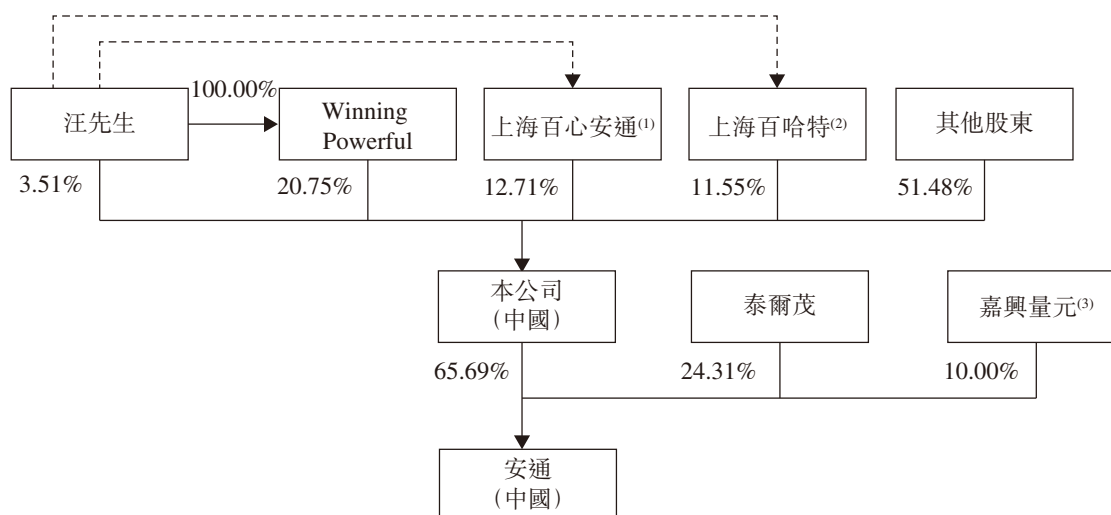 100.00%
汪先生
Winning
Powerful
上海百心安通(1)
上海百哈特(2)
其他股東
3.51%
20.75%
12.71%
11.55%
51.48%
本公司
（中國）
泰爾茂
嘉興量元(3)
65.69%
24.31%
10.00%
安通
（中國）